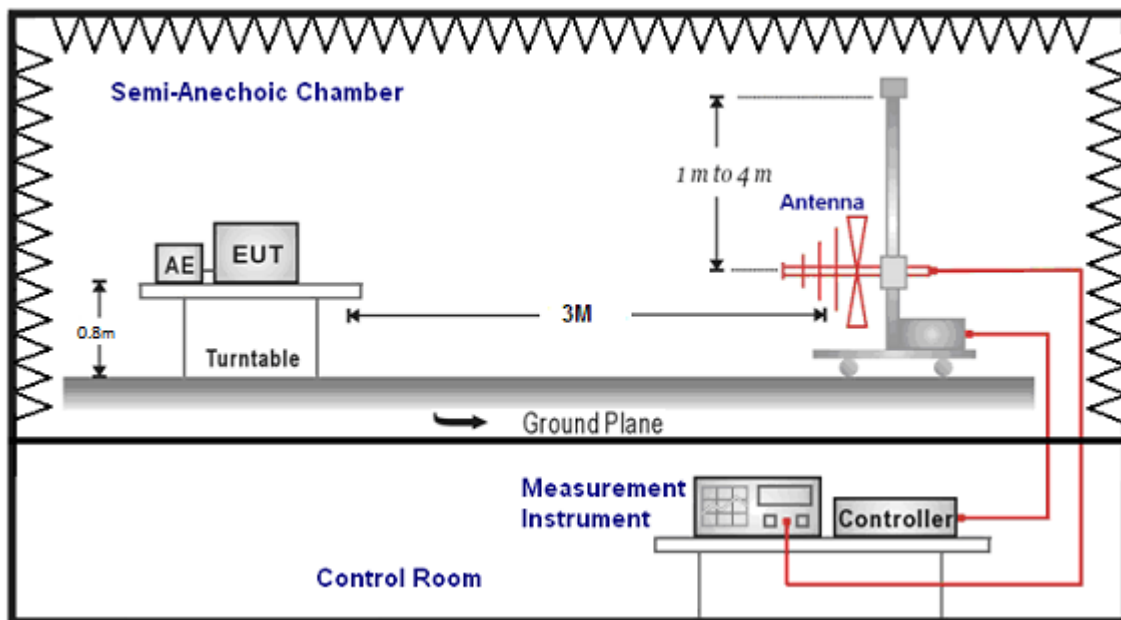 Semi-Anechoic Chamber
1 m to 4 m
Antenna
AE
EUT
3M
0.8m
Turntable
Ground Plane
Measurement
Instrument
Controller
Control Room